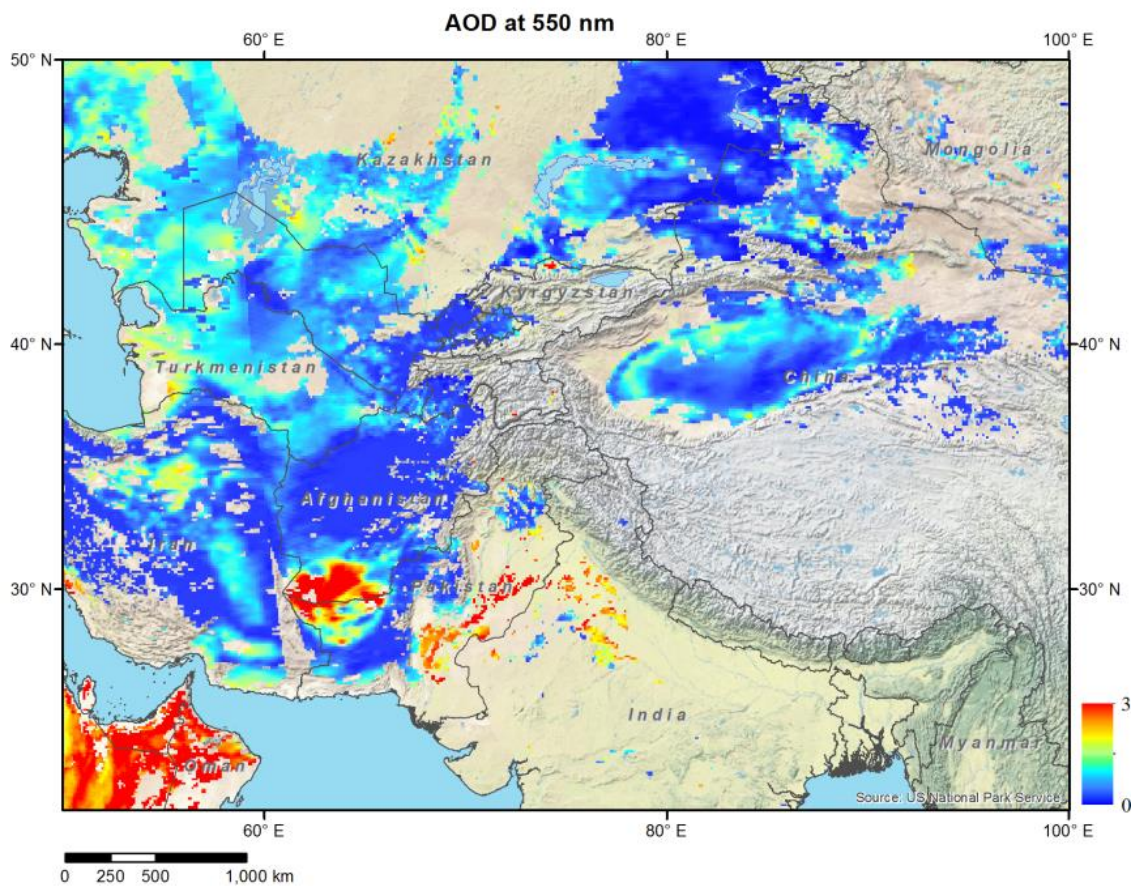 AOD at 550 nm
60° E 80° E 100° E
50° N 50° N
Kazakhstan
Mongolia
Kyrgyzstan
40° N 40° N
Turkmenistan
China
Afghanistan
Iran
Pakistan
30° N 30° N
India
3
Oman
Myanmar
Source: US National Park Service
0
60° E 80° E 100° E
0 250 500 1,000 km